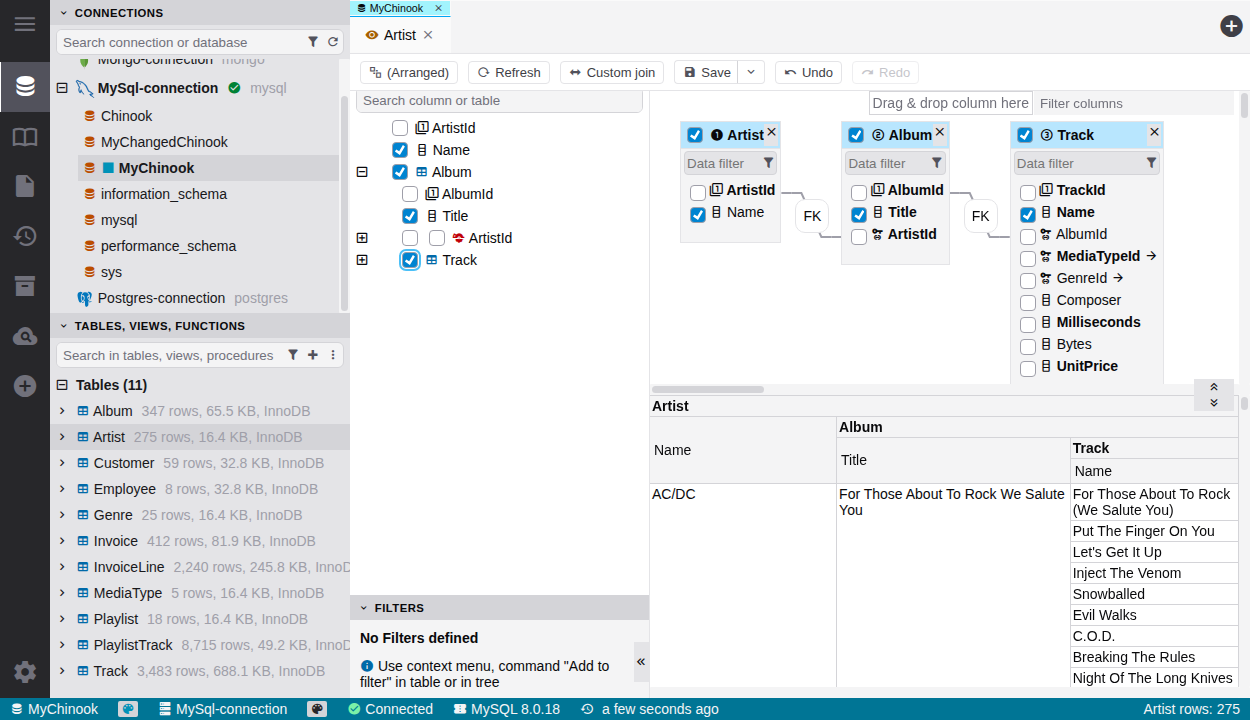 CONNECTIONS
Search connection or database
Mongo-connection mongo
MySql-connection mysql
Chinook
MyChangedChinook
MyChinook
information_schema
mysql
performance_schema
sys
Postgres-connection postgres
TABLES, VIEWS, FUNCTIONS
Search in tables, views, procedures
Tables (11)
Album 347 rows, 65.5 KB, InnoDB
Artist 275 rows, 16.4 KB, InnoDB
Customer 59 rows, 32.8 KB, InnoDB
Employee 8 rows, 32.8 KB, InnoDB
Genre 25 rows, 16.4 KB, InnoDB
Invoice 412 rows, 81.9 KB, InnoDB
InvoiceLine 2,240 rows, 245.8 KB, InnoD
MediaType 5 rows, 16.4 KB, InnoDB
Playlist 18 rows, 16.4 KB, InnoDB
PlaylistTrack 8,715 rows, 49.2 KB, InnoD
Track 3,483 rows, 688.1 KB, InnoDB
MyChinook
Artist
(Arranged) Refresh Custom join Save Undo Redo
Search column or table
ArtistId
Name
Album
AlbumId
Title
ArtistId
Track
FILTERS
No Filters defined
Use context menu, command "Add to
filter" in table or in tree
«
Drag & drop column here Filter columns
1 Artist
Data filter
ArtistId
Name
FK
2 Album
Data filter
AlbumId
Title
ArtistId
FK
3 Track
Data filter
TrackId
Name
AlbumId
MediaTypeId
GenreId
Composer
Milliseconds
Bytes
UnitPrice
Artist
Name
Album
Title
Track
Name
AC/DC
For Those About To Rock We Salute
You
For Those About To Rock
(We Salute You)
Put The Finger On You
Let's Get It Up
Inject The Venom
Snowballed
Evil Walks
C.O.D.
Breaking The Rules
Night Of The Long Knives
MyChinook MySql-connection Connected MySQL 8.0.18 a few seconds ago Artist rows: 275